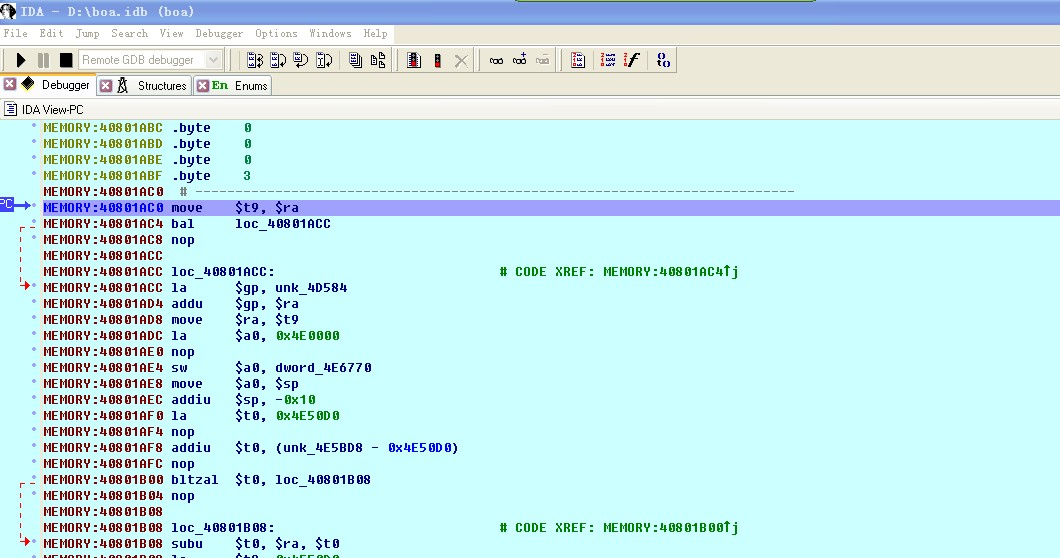 IDA - D:\boa.idb (boa)
File Edit Jump Search View Debugger Options Windows Help
Remote GDB debugger
Debugger Structures En Enums
IDA View-PC
MEMORY:40801ABC .byte 0
MEMORY:40801ABD .byte 0
MEMORY:40801ABE .byte 0
MEMORY:40801ABF .byte 3
MEMORY:40801AC0 # ---------------------------------------------------------------------------
PC MEMORY:40801AC0 move $t9, $ra
MEMORY:40801AC4 bal loc_40801ACC
MEMORY:40801AC8 nop
MEMORY:40801ACC
MEMORY:40801ACC loc_40801ACC: # CODE XREF: MEMORY:40801AC4↑j
MEMORY:40801ACC la $gp, unk_4D584
MEMORY:40801AD4 addu $gp, $ra
MEMORY:40801AD8 move $ra, $t9
MEMORY:40801ADC la $a0, 0x4E0000
MEMORY:40801AE0 nop
MEMORY:40801AE4 sw $a0, dword_4E6770
MEMORY:40801AE8 move $a0, $sp
MEMORY:40801AEC addiu $sp, -0x10
MEMORY:40801AF0 la $t0, 0x4E50D0
MEMORY:40801AF4 nop
MEMORY:40801AF8 addiu $t0, (unk_4E5BD8 - 0x4E50D0)
MEMORY:40801AFC nop
MEMORY:40801B00 bltzal $t0, loc_40801B08
MEMORY:40801B04 nop
MEMORY:40801B08
MEMORY:40801B08 loc_40801B08: # CODE XREF: MEMORY:40801B00↑j
MEMORY:40801B08 subu $t0, $ra, $t0